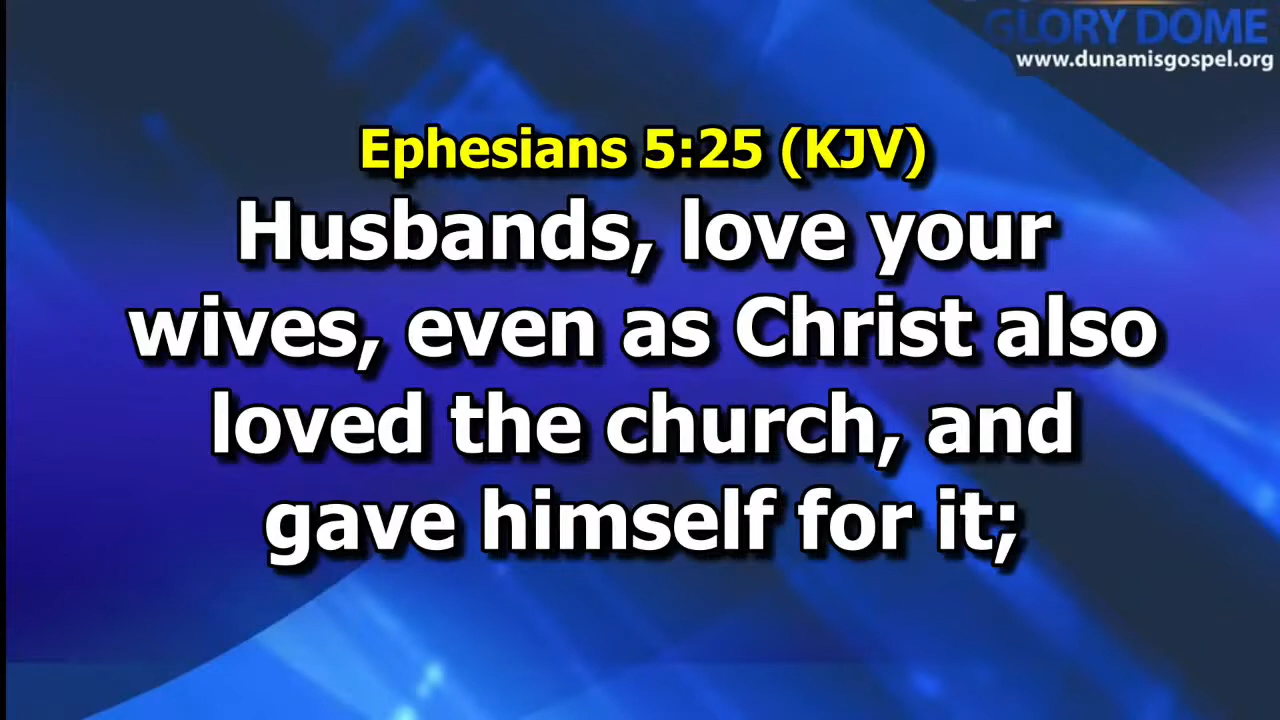 GLORY DOME
www.dunamisgospel.org
Ephesians 5:25 (KJV)
Husbands, love your
wives, even as Christ also
loved the church, and
gave himself for it;